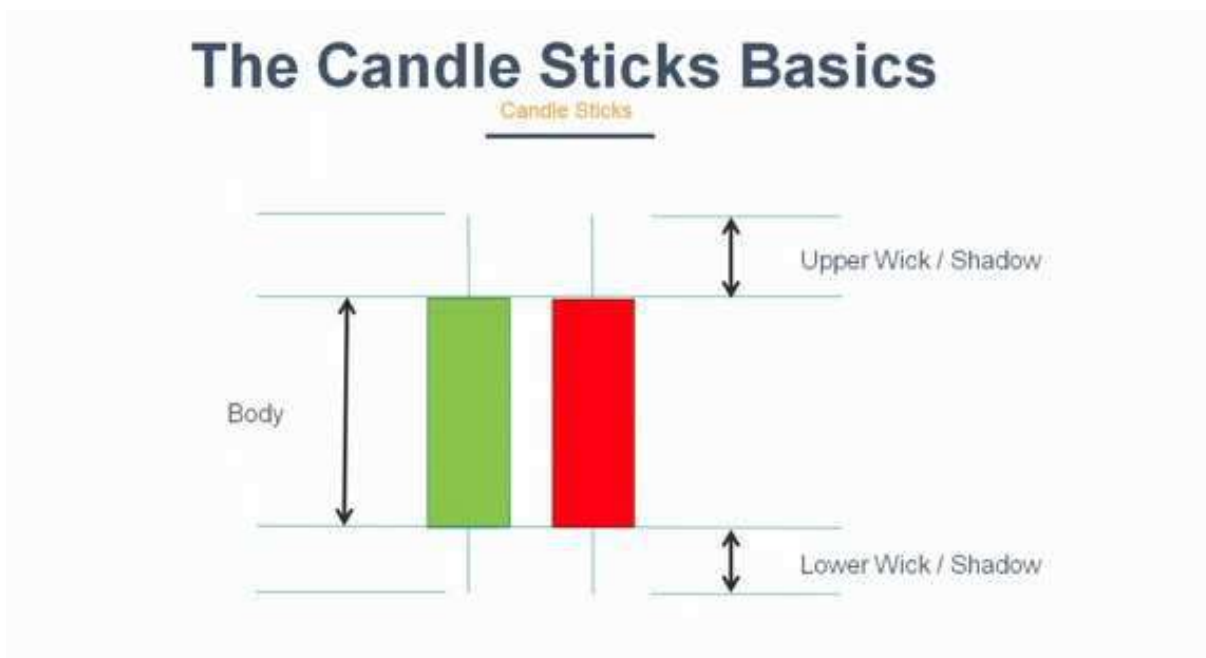 The Candle Sticks Basics
Candle Sticks
Upper Wick / Shadow
Body
Lower Wick / Shadow